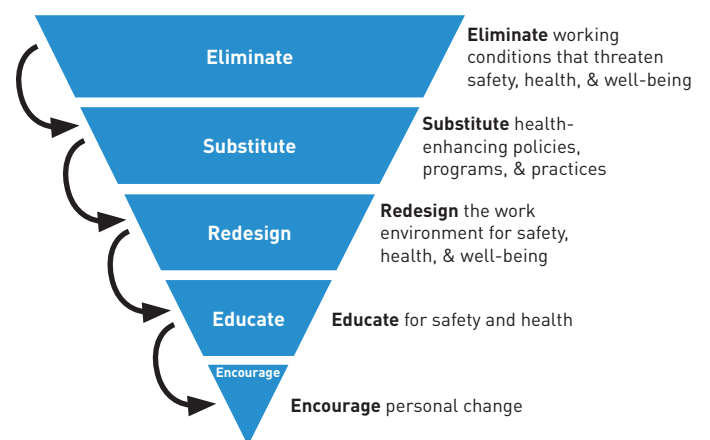 Eliminate
Eliminate working
conditions that threaten
safety, health, & well-being
Substitute
Substitute health-
enhancing policies,
programs, & practices
Redesign
Redesign the work
environment for safety,
health, & well-being
Educate
Educate for safety and health
Encourage
Encourage personal change